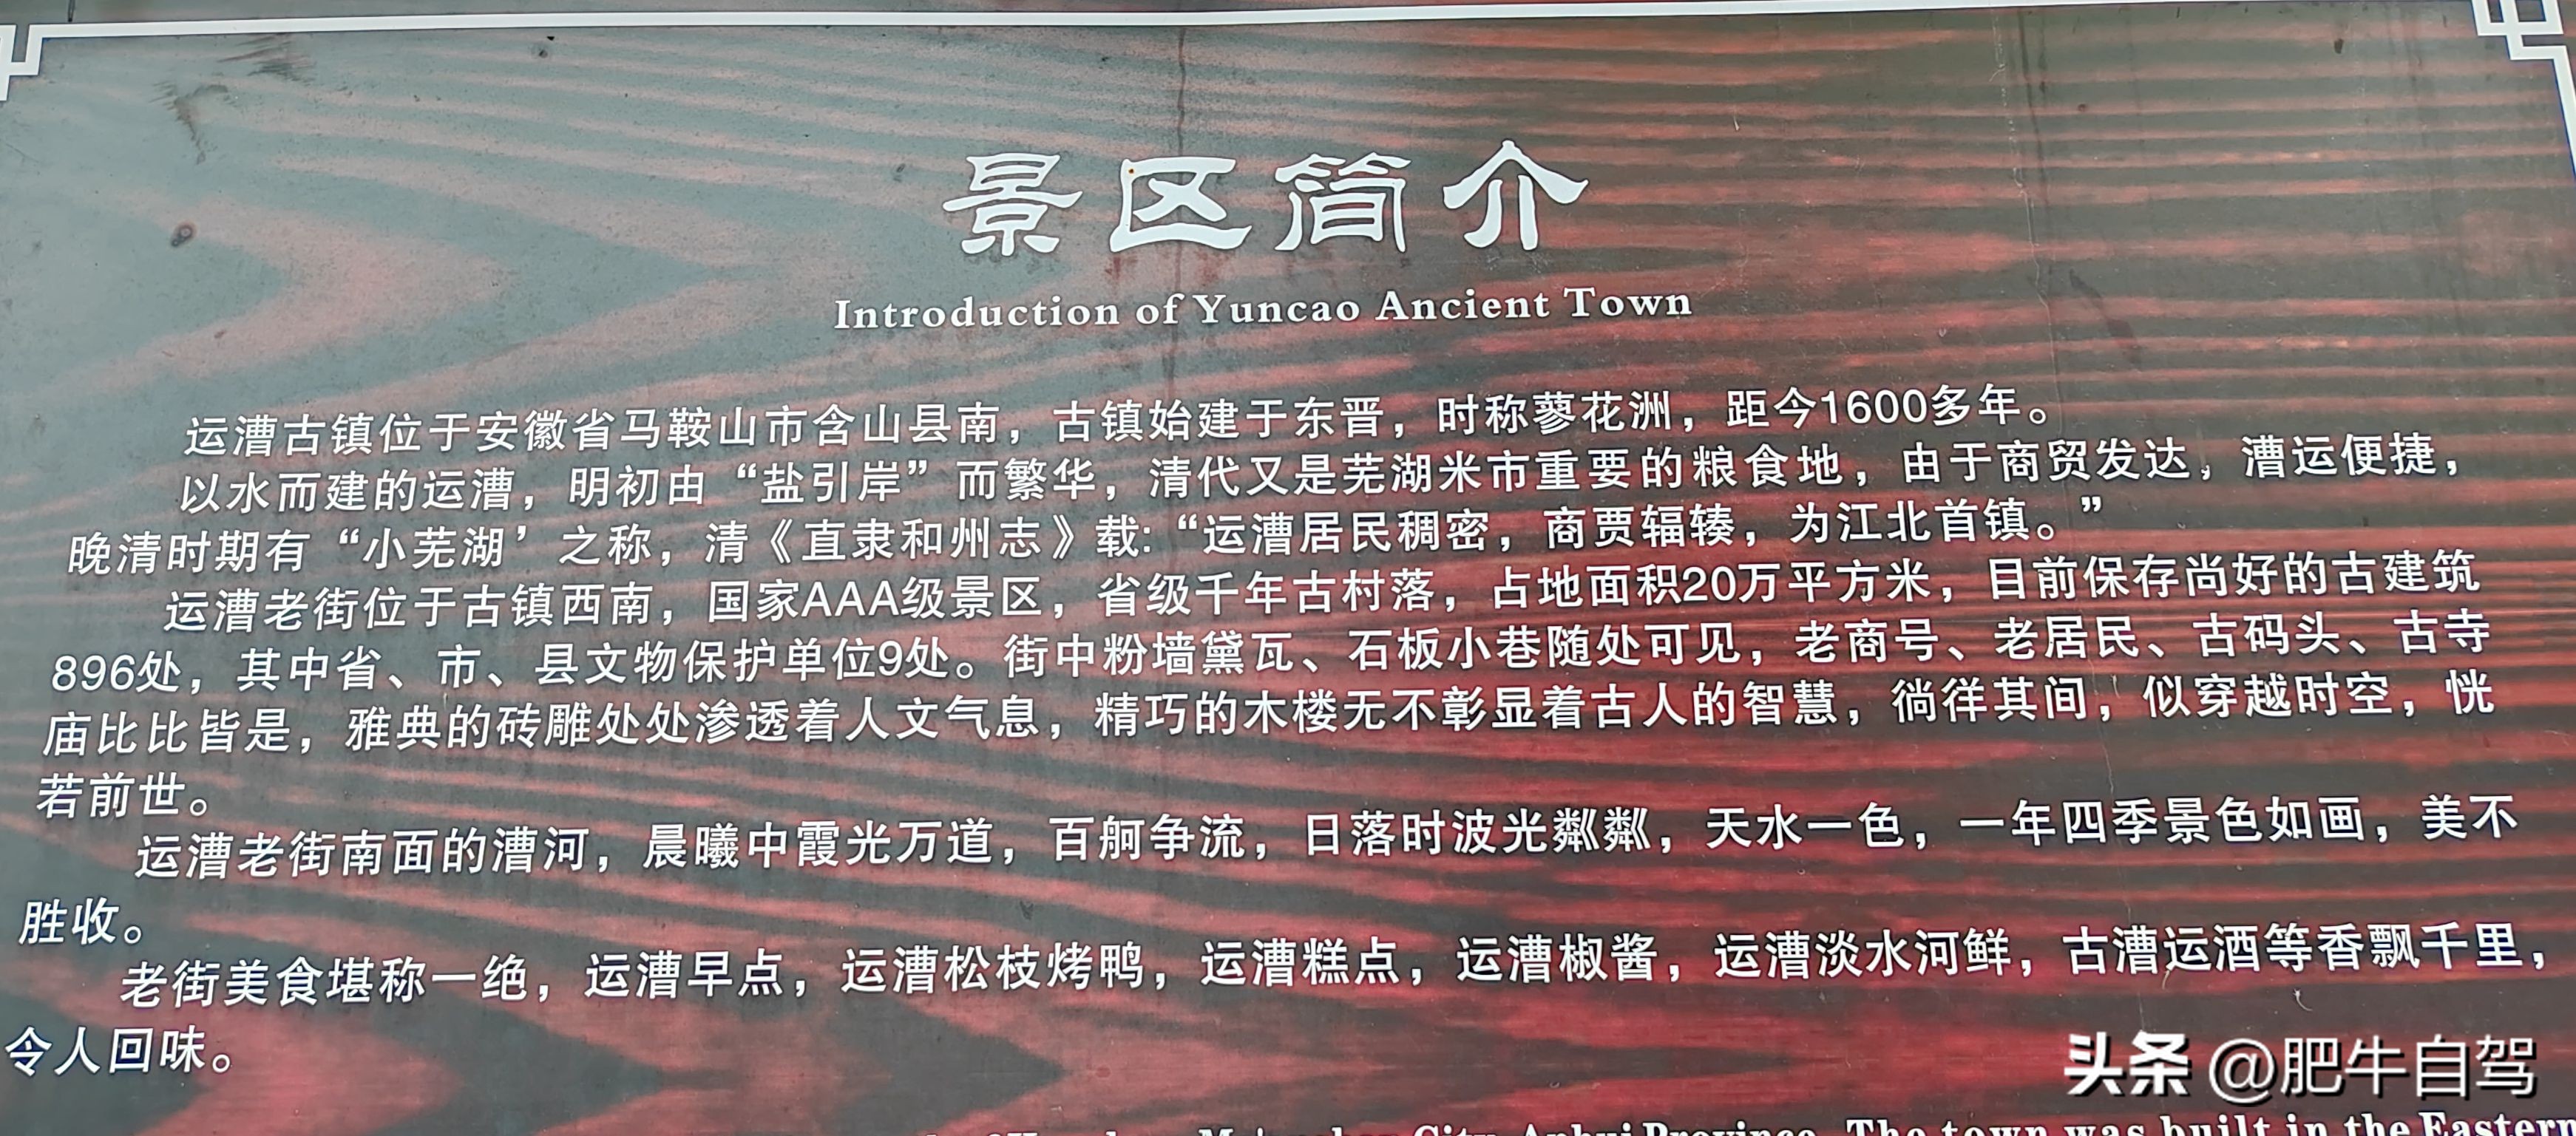 景区简介
Introduction of Yuncao Ancient Town
运漕古镇位于安徽省马鞍山市含山县南，古镇始建于东晋，时称蓼花洲，距今1600多年。
以水而建的运漕，明初由“盐引岸”而繁华，清代又是芜湖米市重要的粮食地，由于商贸发达，漕运便捷，
晚清时期有“小芜湖’之称，清《直隶和州志》载:“运漕居民稠密，商贾辐辏，为江北首镇。”
运漕老街位于古镇西南，国家AAA级景区，省级千年古村落，占地面积20万平方米，目前保存尚好的古建筑
896处，其中省、市、县文物保护单位9处。街中粉墙黛瓦、石板小巷随处可见，老商号、老居民、古码头、古寺
庙比比皆是，雅典的砖雕处处渗透着人文气息，精巧的木楼无不彰显着古人的智慧，徜徉其间，似穿越时空，恍
若前世。
运漕老街南面的漕河，晨曦中霞光万道，百舸争流，日落时波光粼粼，天水一色，一年四季景色如画，美不
胜收。
老街美食堪称一绝，运漕早点，运漕松枝烤鸭，运漕糕点，运漕椒酱，运漕淡水河鲜，古漕运酒等香飘千里，
令人回味。
头条 @肥牛自驾
City, Anhui Province. The town was built in the Eastern